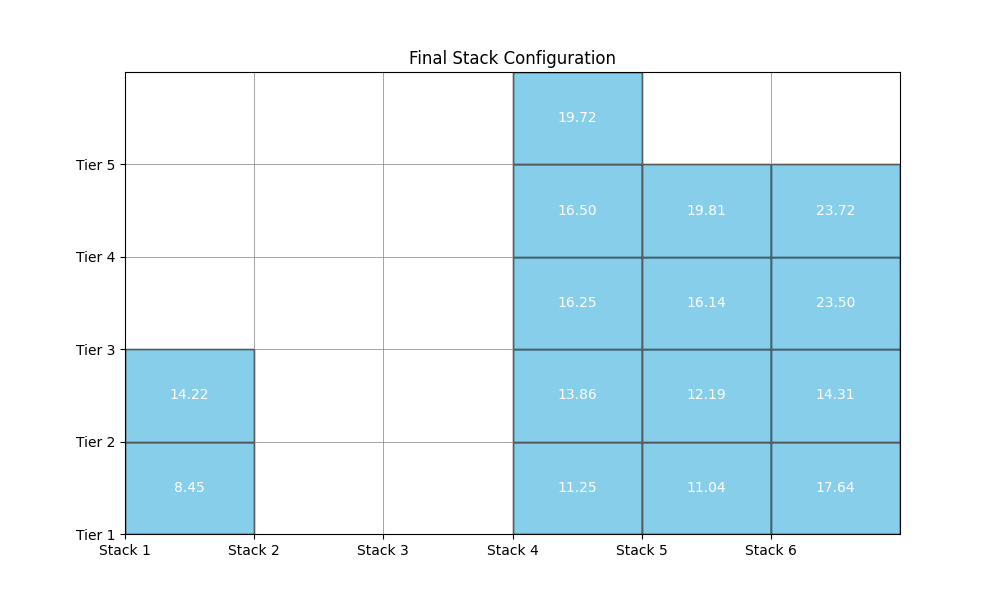 Final Stack Configuration
19.72
Tier 5
16.50 19.81 23.72
Tier 4
16.25 16.14 23.50
Tier 3
14.22 13.86 12.19 14.31
Tier 2
8.45 11.25 11.04 17.64
Tier 1
Stack 1 Stack 2 Stack 3 Stack 4 Stack 5 Stack 6